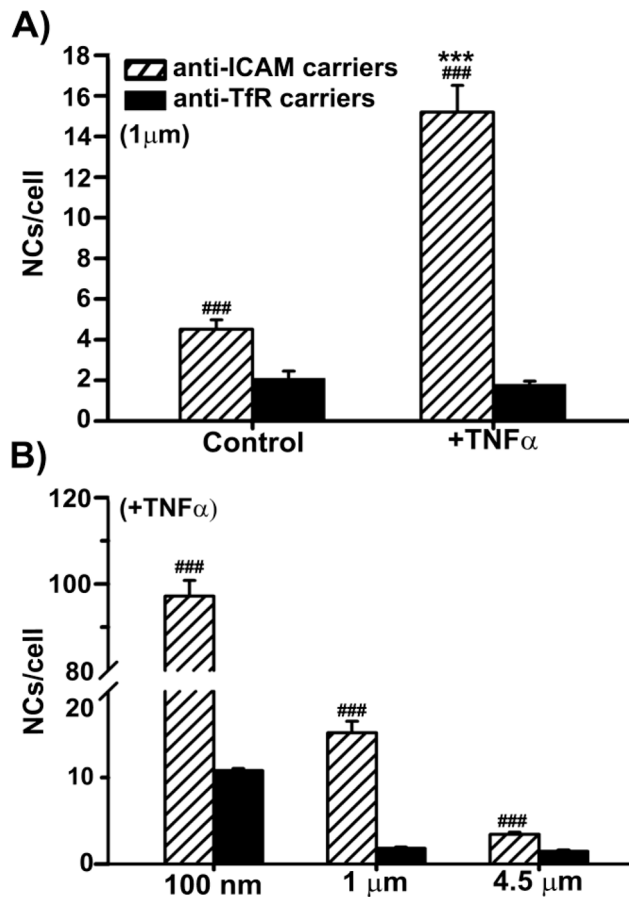 A)
18
16
14
12
10
8
6
4
2
0
NCs/cell
anti-ICAM carriers
anti-TfR carriers
(1μm)
###
***
###
Control
+TNFα
B)
120
100
80
20
10
0
NCs/cell
(+TNFα)
###
###
###
100 nm
1 μm
4.5 μm